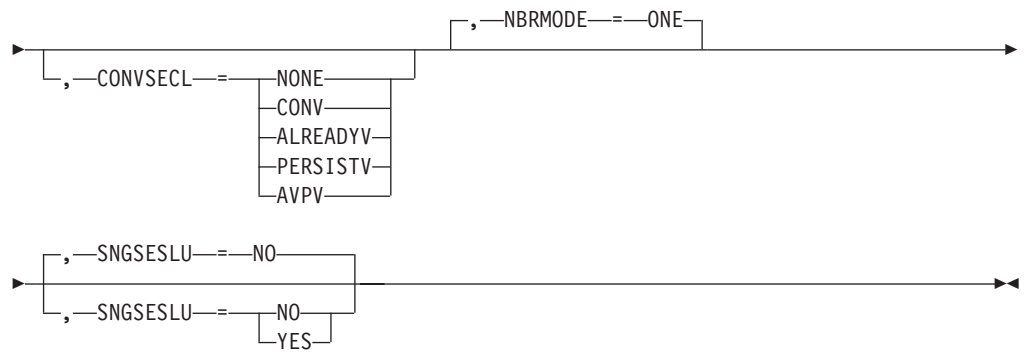 , NBRMODE = ONE
, CONVSECL = NONE
CONV
ALREADYV
PERSISTV
AVPV
, SNGSESLU = NO
, SNGSESLU = NO
YES